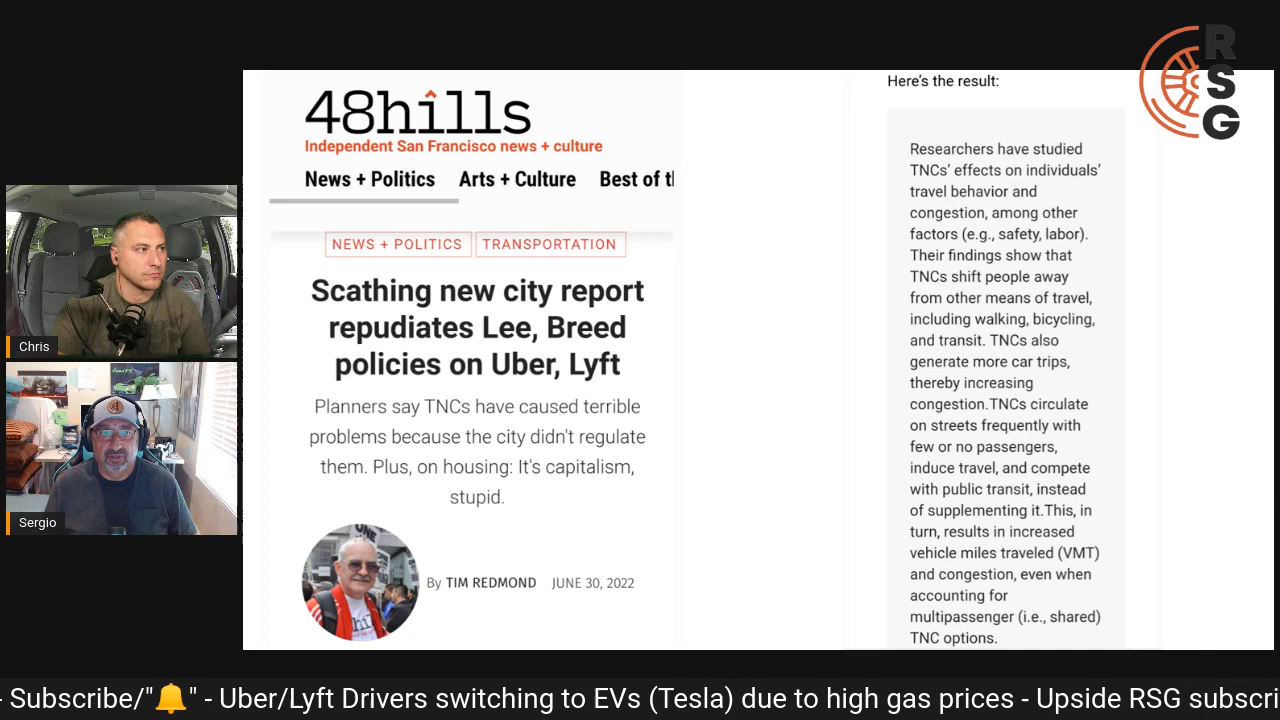 RSG
48hills
Independent San Francisco news + culture
News + Politics Arts + Culture Best of
NEWS + POLITICS TRANSPORTATION
Scathing new city report
repudiates Lee, Breed
policies on Uber, Lyft
Planners say TNCs have caused terrible
problems because the city didn't regulate
them. Plus, on housing: It's capitalism,
stupid.
By TIM REDMOND JUNE 30, 2022
Here's the result:
Researchers have studied
TNCs' effects on individuals'
travel behavior and
congestion, among other
factors (e.g., safety, labor).
Their findings show that
TNCs shift people away
from other means of travel,
including walking, bicycling,
and transit. TNCs also
generate more car trips,
thereby increasing
congestion.TNCs circulate
on streets frequently with
few or no passengers,
induce travel, and compete
with public transit, instead
of supplementing it.This, in
turn, results in increased
vehicle miles traveled (VMT)
and congestion, even when
accounting for
multipassenger (i.e., shared)
TNC options.
Chris
Sergio
- Subscribe/"🔔" - Uber/Lyft Drivers switching to EVs (Tesla) due to high gas prices - Upside RSG subscri